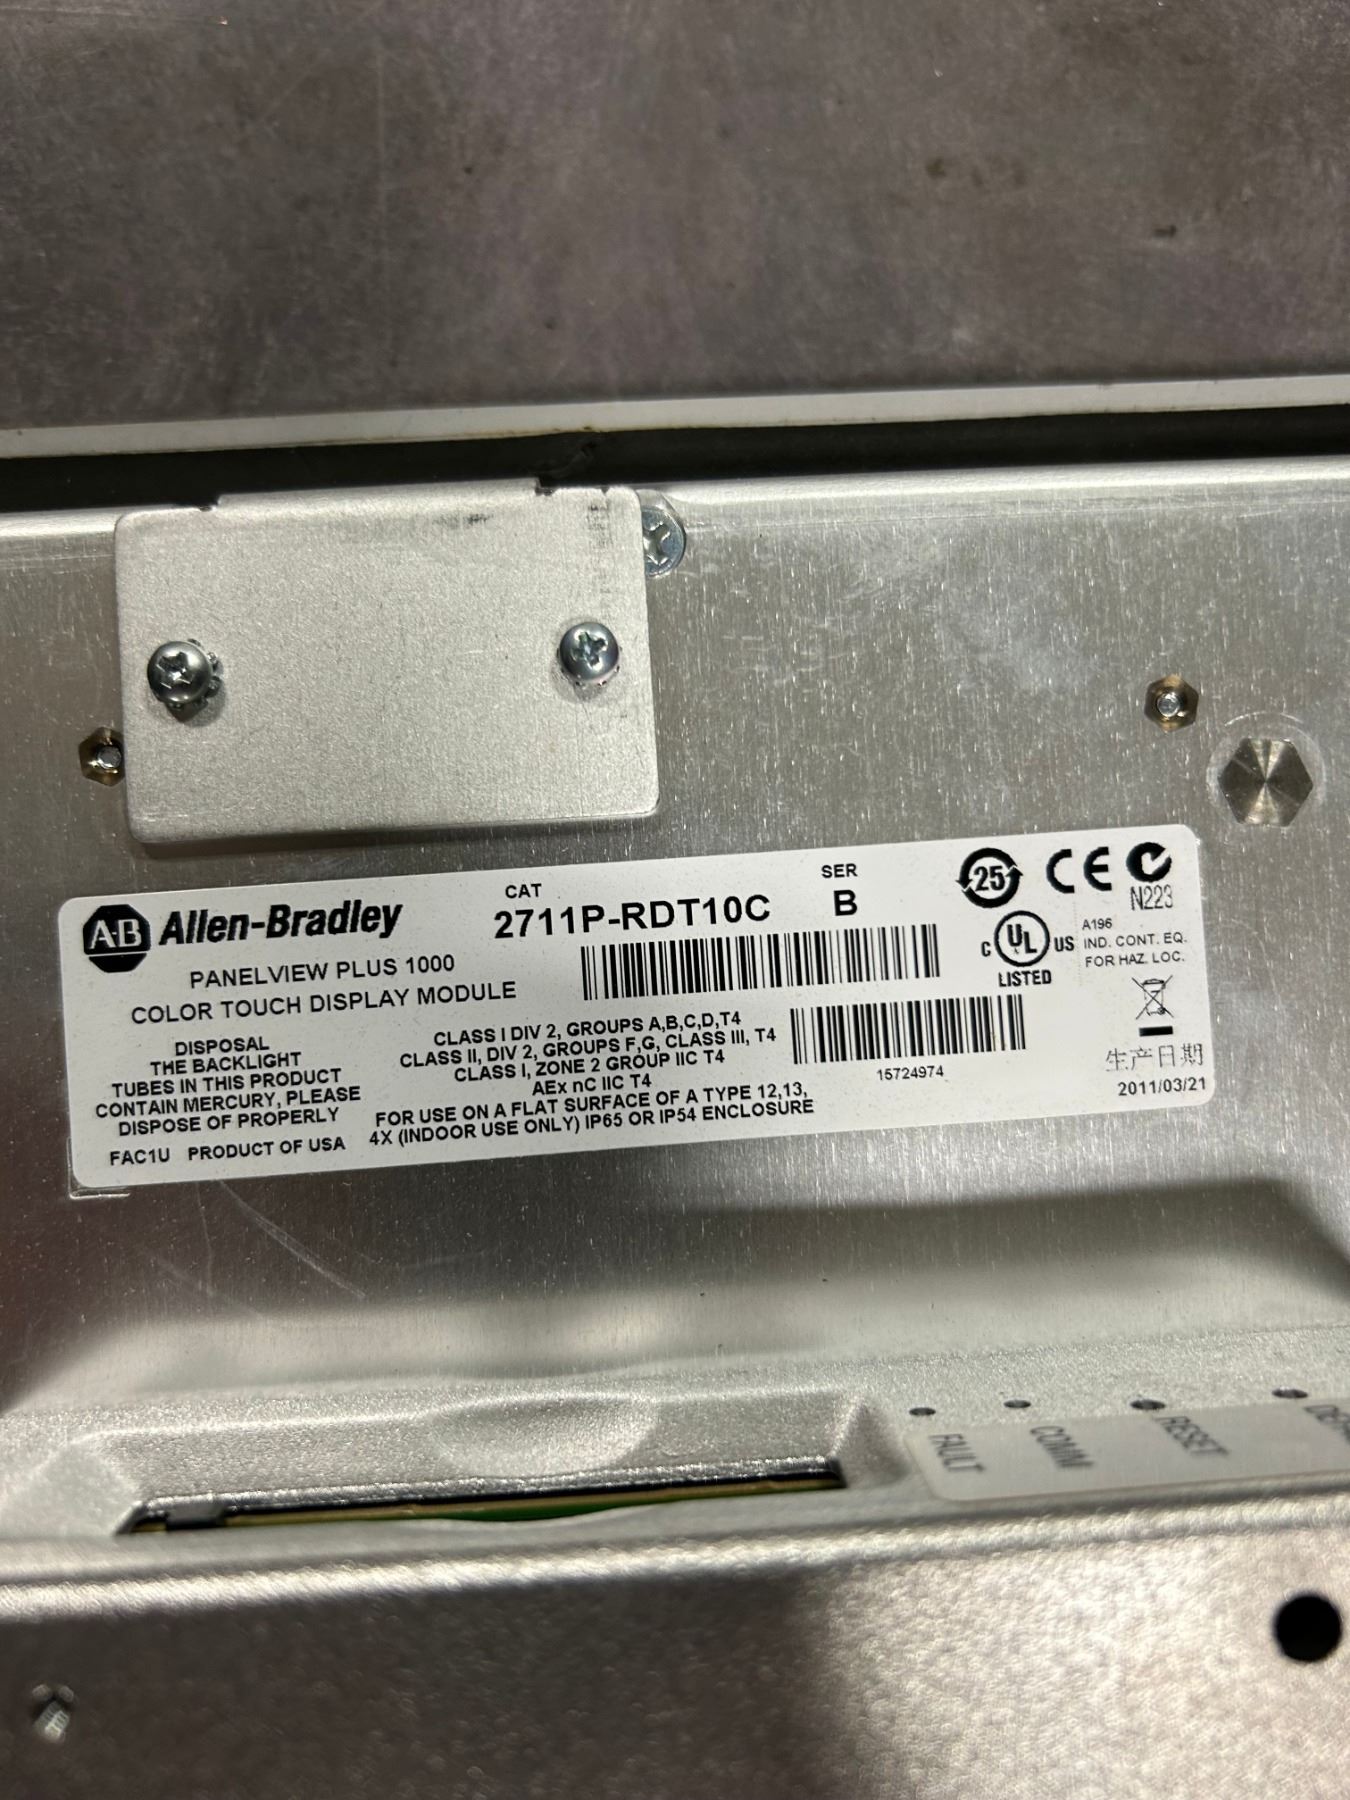 CAT
SER
AB Allen-Bradley
2711P-RDT10C
B
25
CE
N223
PANELVIEW PLUS 1000
COLOR TOUCH DISPLAY MODULE
C UL US
LISTED
A196
IND. CONT. EQ.
FOR HAZ. LOC.
DISPOSAL
THE BACKLIGHT
TUBES IN THIS PRODUCT
CONTAIN MERCURY, PLEASE
DISPOSE OF PROPERLY
FAC1U PRODUCT OF USA
CLASS I DIV 2, GROUPS A,B,C,D,T4
CLASS II, DIV 2, GROUPS F,G, CLASS III, T4
CLASS I, ZONE 2 GROUP IIC T4
AEx nC IIC T4
FOR USE ON A FLAT SURFACE OF A TYPE 12,13,
4X (INDOOR USE ONLY) IP65 OR IP54 ENCLOSURE
15724974
生产日期
2011/03/21
FAULT
COMM
RESET